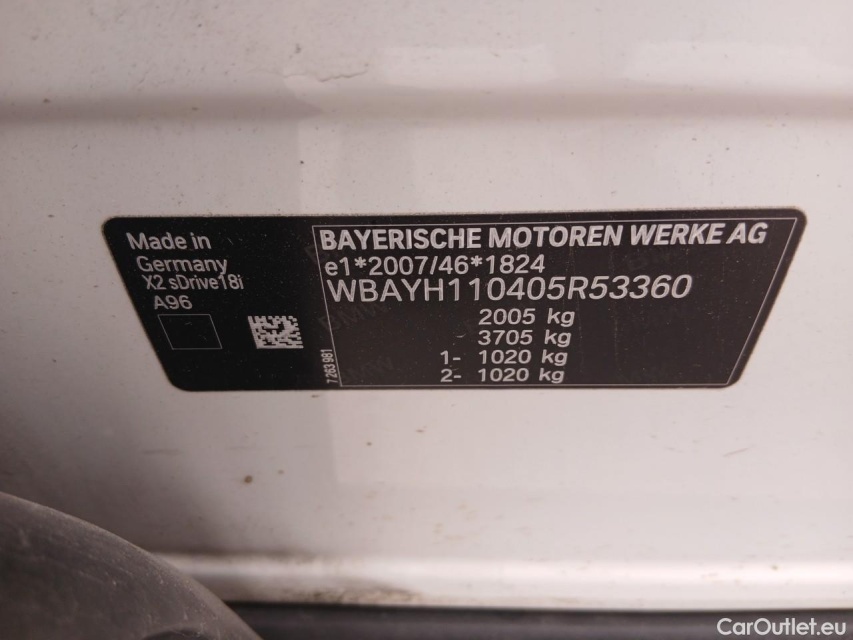 Made in
Germany
X2 sDrive18i
A96
7 263 981
BAYERISCHE MOTOREN WERKE AG
e1*2007/46*1824
WBAYH110405R53360
2005 kg
3705 kg
1- 1020 kg
2- 1020 kg
CarOutlet.eu